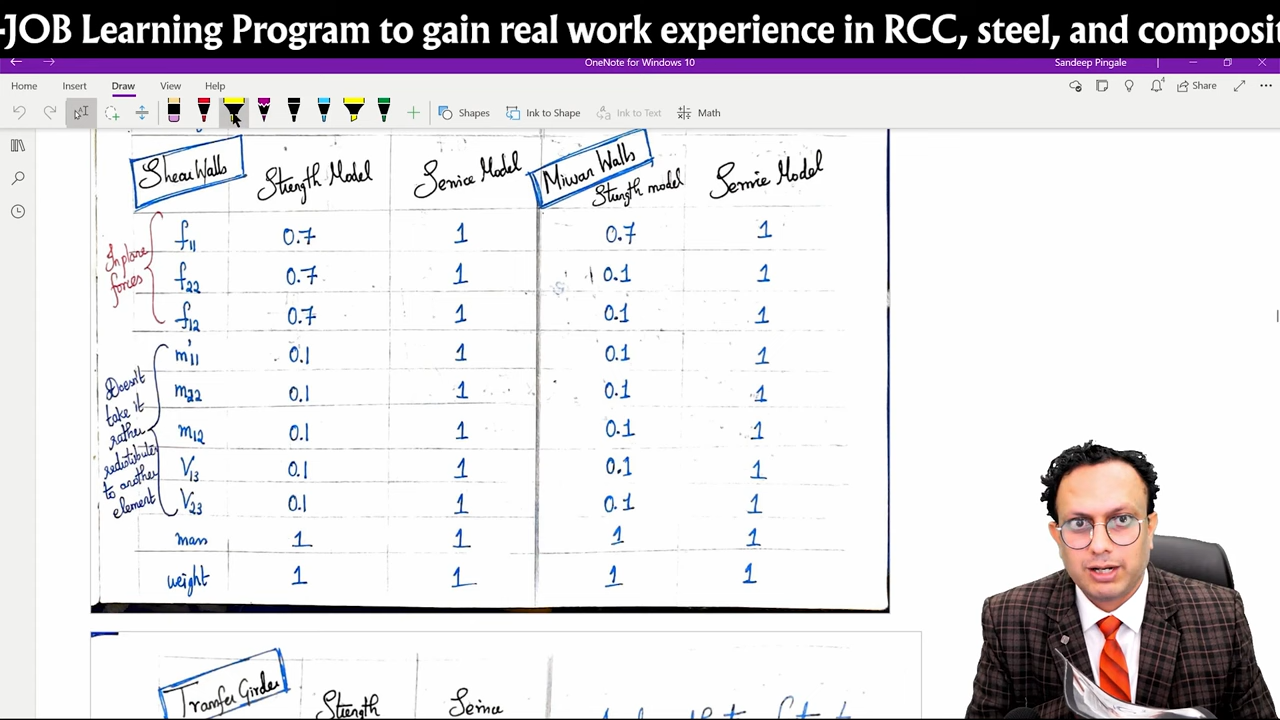 -JOB Learning Program to gain real work experience in RCC, steel, and composit
OneNote for Windows 10
Sandeep Pingale
Home Insert Draw View Help
Share
Shapes Ink to Shape Ink to Text Math
Shear Walls Strength Model Service Model Miwan Walls Strength model Service Model
In plane forces
f11 0.7 1 0.7 1
f22 0.7 1 0.1 1
f12 0.7 1 0.1 1
Doesn't take it rather redistributes to another element
m11 0.1 1 0.1 1
m22 0.1 1 0.1 1
m12 0.1 1 0.1 1
V13 0.1 1 0.1 1
V23 0.1 1 0.1 1
mass 1 1 1 1
weight 1 1 1 1
Transfer Girder Strength Service